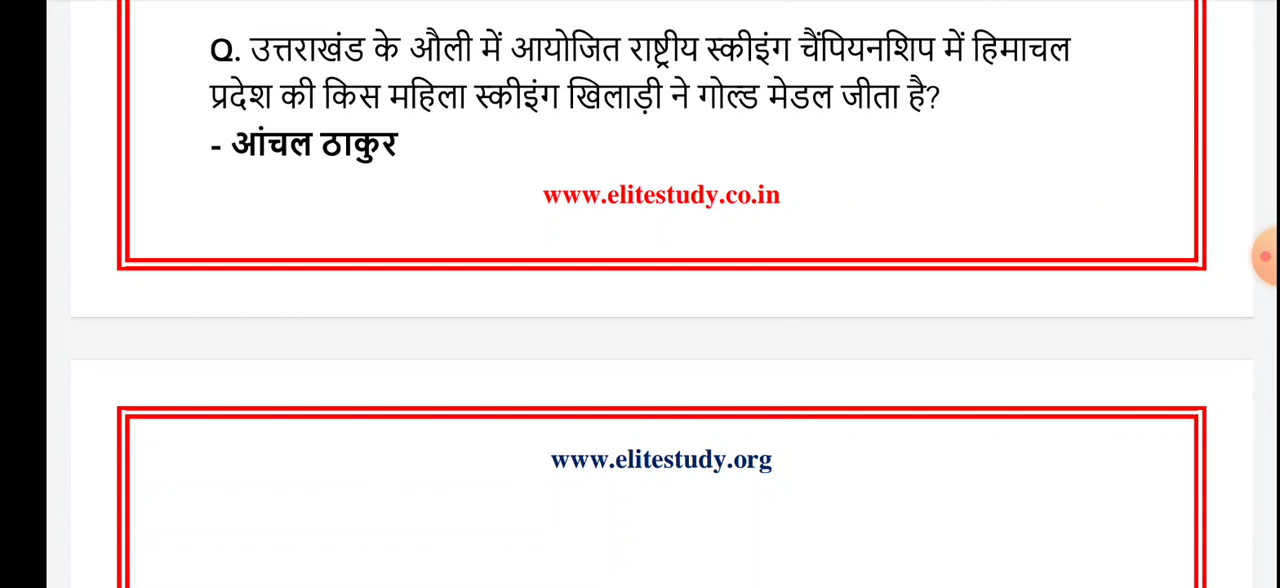 Q. उत्तराखंड के औली में आयोजित राष्ट्रीय स्कीइंग चैंपियनशिप में हिमाचल
प्रदेश की किस महिला स्कीइंग खिलाड़ी ने गोल्ड मेडल जीता है?
- आंचल ठाकुर
www.elitestudy.co.in
www.elitestudy.org